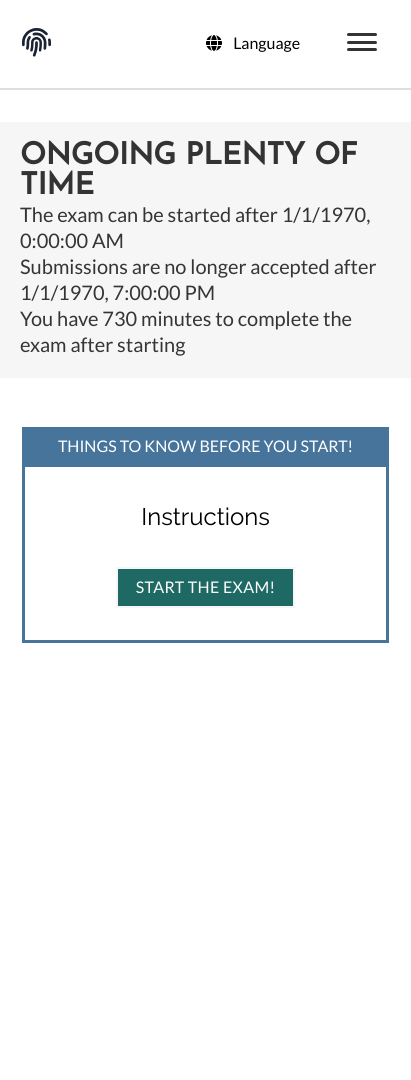 Language
ONGOING PLENTY OF
TIME
The exam can be started after 1/1/1970,
0:00:00 AM
Submissions are no longer accepted after
1/1/1970, 7:00:00 PM
You have 730 minutes to complete the
exam after starting
THINGS TO KNOW BEFORE YOU START!
Instructions
START THE EXAM!